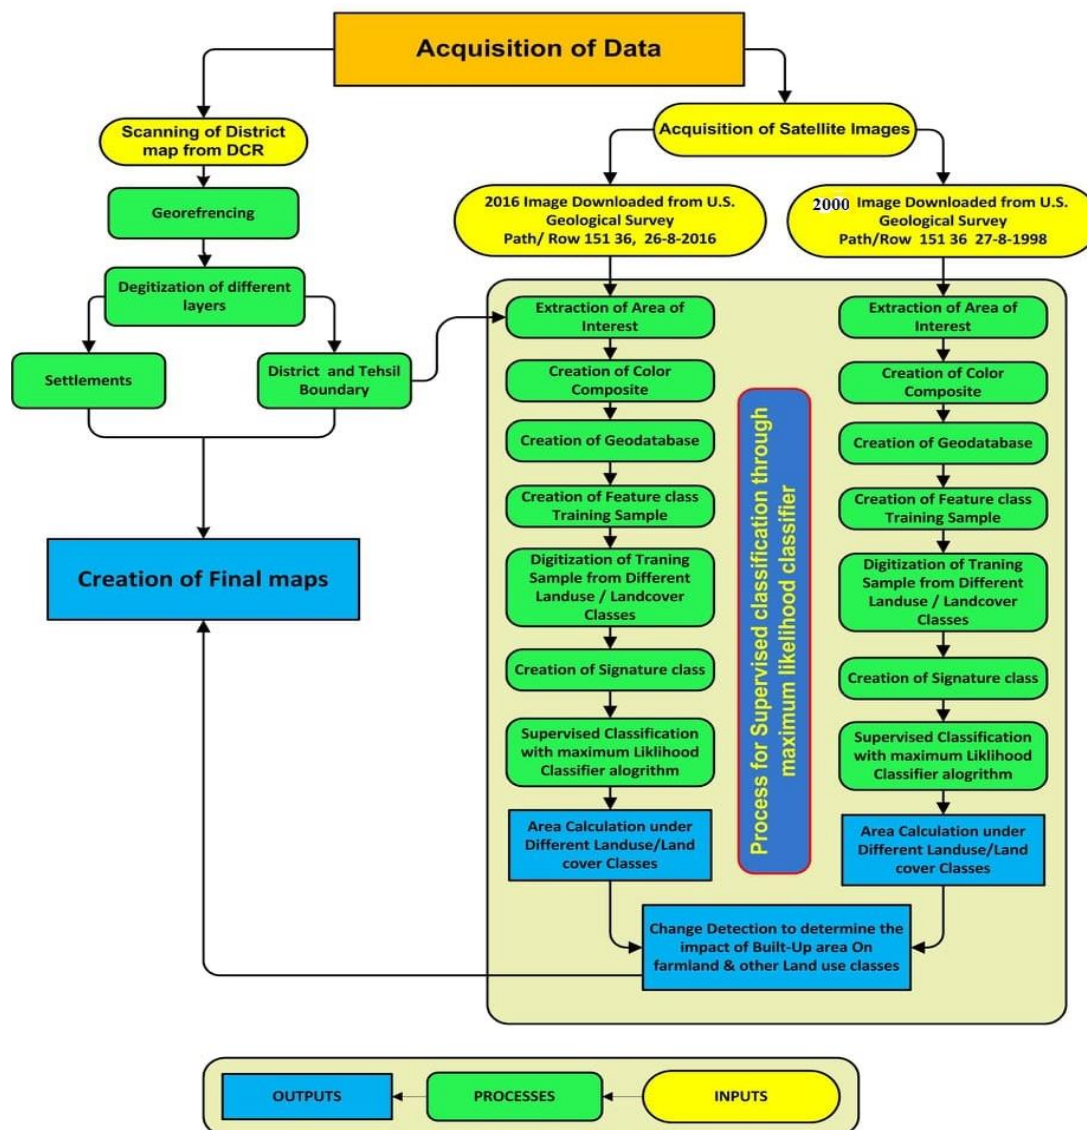 Acquisition of Data
Scanning of District
map from DCR
Georefrencing
Degitization of different
layers
Settlements
District and Tehsil
Boundary
Creation of Final maps
Acquisition of Satellite Images
2016 Image Downloaded from U.S.
Geological Survey
Path/ Row 151 36, 26-8-2016
2000 Image Downloaded from U.S.
Geological Survey
Path/Row 151 36 27-8-1998
Extraction of Area of
Interest
Creation of Color
Composite
Creation of Geodatabase
Creation of Feature class
Training Sample
Digitization of Traning
Sample from Different
Landuse / Landcover
Classes
Creation of Signature class
Supervised Classification
with maximum Liklihood
Classifier alogrithm
Area Calculation under
Different Landuse/Land
cover Classes
Process for Supervised classification through
maximum likelihood classifier
Extraction of Area of
Interest
Creation of Color
Composite
Creation of Geodatabase
Creation of Feature class
Training Sample
Digitization of Traning
Sample from Different
Landuse / Landcover
Classes
Creation of Signature class
Supervised Classification
with maximum Liklihood
Classifier alogrithm
Area Calculation under
Different Landuse/Land
cover Classes
Change Detection to determine the
impact of Built-Up area On
farmland & other Land use classes
OUTPUTS
PROCESSES
INPUTS